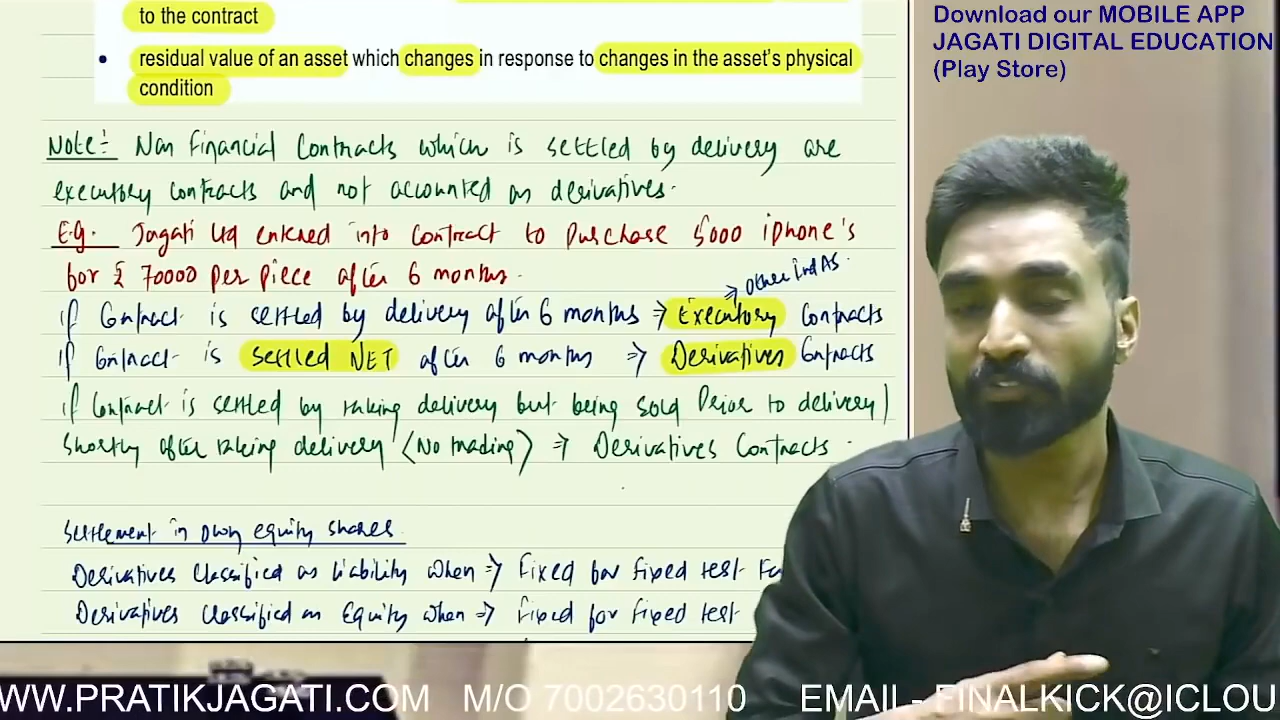 to the contract
• residual value of an asset which changes in response to changes in the asset's physical
condition
Note:- Non Financial Contracts which is settled by delivery are
executory contracts and not accounted as derivatives.
E.g. Jagati Ltd entered into contract to purchase 5000 iphone's
for ₹ 70000 per piece after 6 months.
⇒ other Ind AS.
if Contract is settled by delivery after 6 months ⇒ Executory Contracts
if Contract is settled NET after 6 months ⇒ Derivatives Contracts
if Contract is settled by taking delivery but being sold Prior to delivery/
shortly after taking delivery (No trading) ⇒ Derivatives Contracts.
Settlement in own equity shares.
Derivatives classified as liability when ⇒ Fixed for fixed test
Derivatives classified as Equity when ⇒ Fixed for fixed test
Download our MOBILE APP
JAGATI DIGITAL EDUCATION
(Play Store)
WWW.PRATIKJAGATI.COM M/O 7002630110 EMAIL - FINALKICK@ICLOU